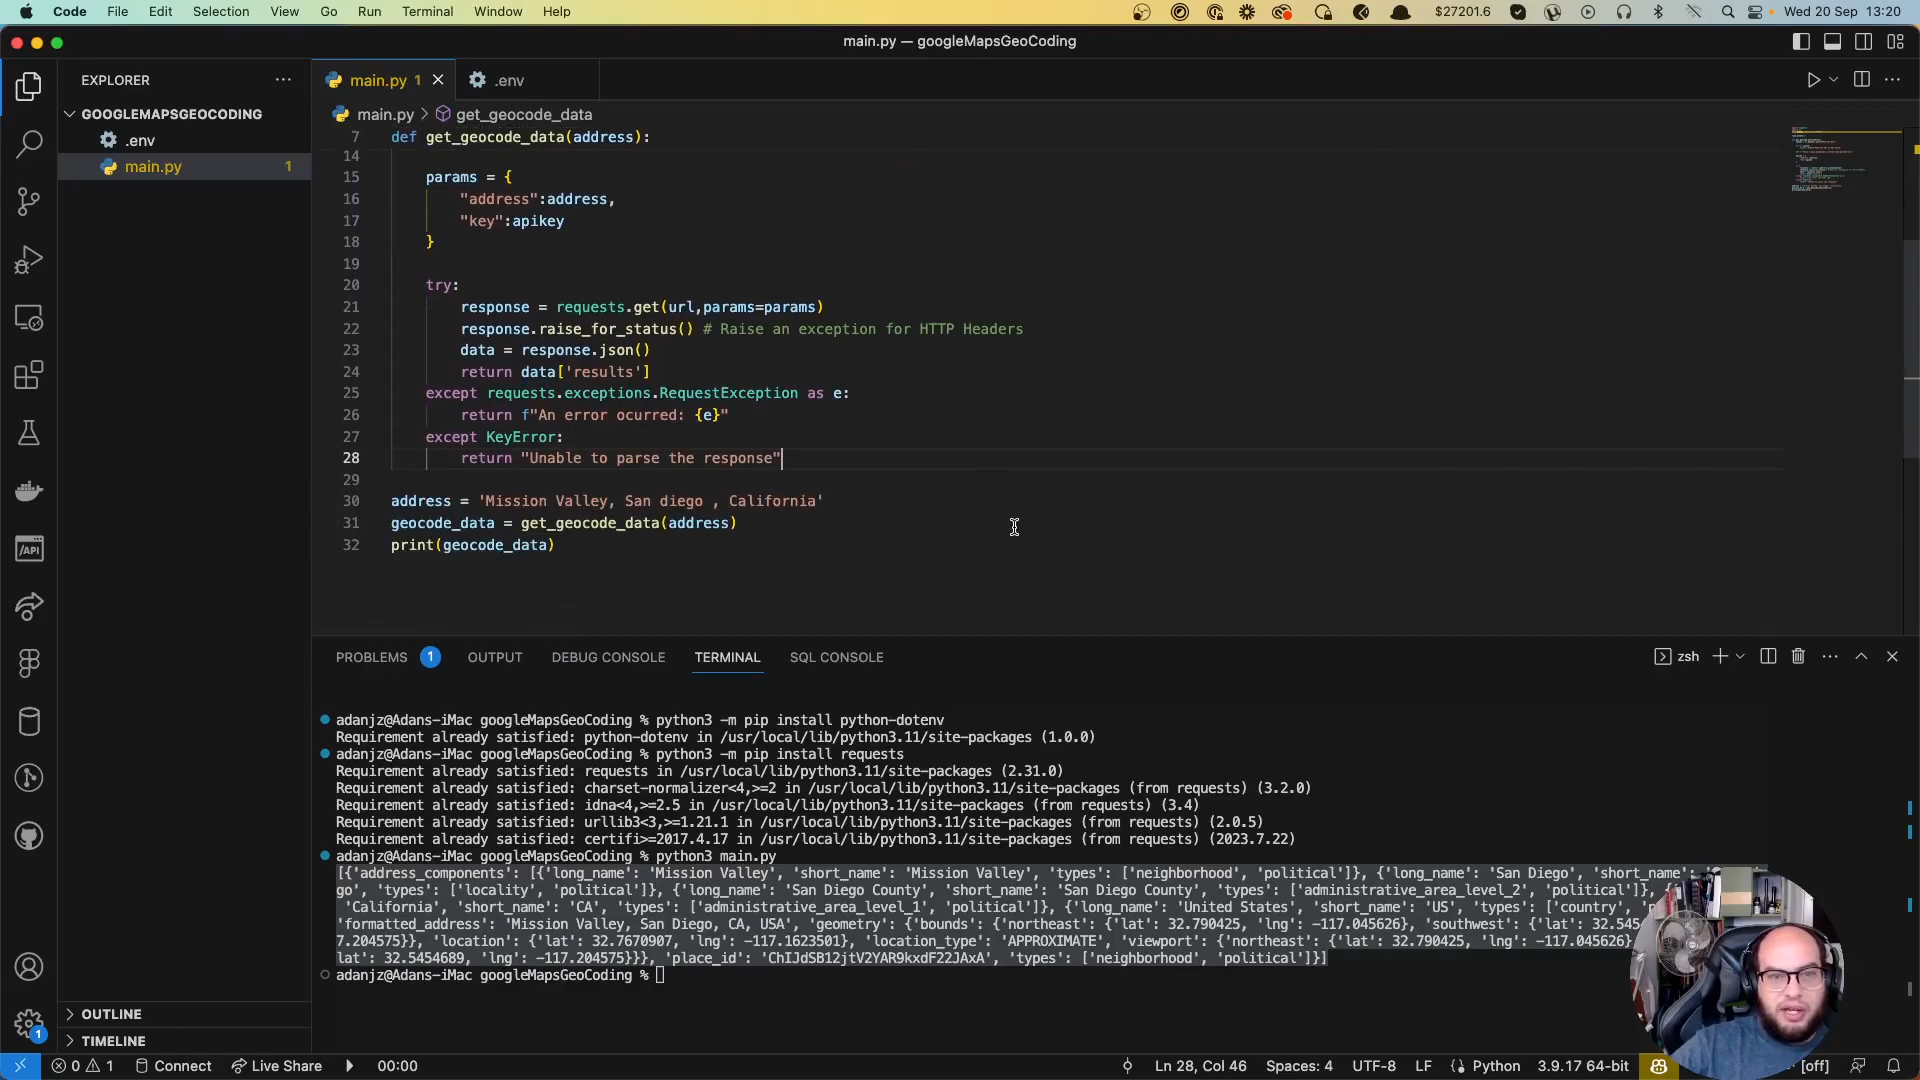 Code File Edit Selection View Go Run Terminal Window Help $27201.6 Wed 20 Sep 13:20
main.py — googleMapsGeoCoding
EXPLORER
main.py 1
.env
GOOGLEMAPSGEOCODING
main.py > get_geocode_data
.env
main.py 1
7 def get_geocode_data(address):
14
15 params = {
16 "address":address,
17 "key":apikey
18 }
19
20 try:
21 response = requests.get(url,params=params)
22 response.raise_for_status() # Raise an exception for HTTP Headers
23 data = response.json()
24 return data['results']
25 except requests.exceptions.RequestException as e:
26 return f"An error ocurred: {e}"
27 except KeyError:
28 return "Unable to parse the response"
29
30 address = 'Mission Valley, San diego , California'
31 geocode_data = get_geocode_data(address)
32 print(geocode_data)
PROBLEMS 1 OUTPUT DEBUG CONSOLE TERMINAL SQL CONSOLE zsh
adanjz@Adans-iMac googleMapsGeoCoding % python3 -m pip install python-dotenv
Requirement already satisfied: python-dotenv in /usr/local/lib/python3.11/site-packages (1.0.0)
adanjz@Adans-iMac googleMapsGeoCoding % python3 -m pip install requests
Requirement already satisfied: requests in /usr/local/lib/python3.11/site-packages (2.31.0)
Requirement already satisfied: charset-normalizer<4,>=2 in /usr/local/lib/python3.11/site-packages (from requests) (3.2.0)
Requirement already satisfied: idna<4,>=2.5 in /usr/local/lib/python3.11/site-packages (from requests) (3.4)
Requirement already satisfied: urllib3<3,>=1.21.1 in /usr/local/lib/python3.11/site-packages (from requests) (2.0.5)
Requirement already satisfied: certifi>=2017.4.17 in /usr/local/lib/python3.11/site-packages (from requests) (2023.7.22)
adanjz@Adans-iMac googleMapsGeoCoding % python3 main.py
[{'address_components': [{'long_name': 'Mission Valley', 'short_name': 'Mission Valley', 'types': ['neighborhood', 'political']}, {'long_name': 'San Diego', 'short_name':
go', 'types': ['locality', 'political']}, {'long_name': 'San Diego County', 'short_name': 'San Diego County', 'types': ['administrative_area_level_2', 'political']},
'California', 'short_name': 'CA', 'types': ['administrative_area_level_1', 'political']}, {'long_name': 'United States', 'short_name': 'US', 'types': ['country',
'formatted_address': 'Mission Valley, San Diego, CA, USA', 'geometry': {'bounds': {'northeast': {'lat': 32.790425, 'lng': -117.045626}, 'southwest': {'lat': 32.545
7.204575}}, 'location': {'lat': 32.7670907, 'lng': -117.1623501}, 'location_type': 'APPROXIMATE', 'viewport': {'northeast': {'lat': 32.790425, 'lng': -117.045626}
lat': 32.5454689, 'lng': -117.204575}}}, 'place_id': 'ChIJdSB12jtV2YAR9kxdF22JAxA', 'types': ['neighborhood', 'political']}]
adanjz@Adans-iMac googleMapsGeoCoding %
OUTLINE
TIMELINE
1
0 1 Connect Live Share 00:00 Ln 28, Col 46 Spaces: 4 UTF-8 LF Python 3.9.17 64-bit [off]